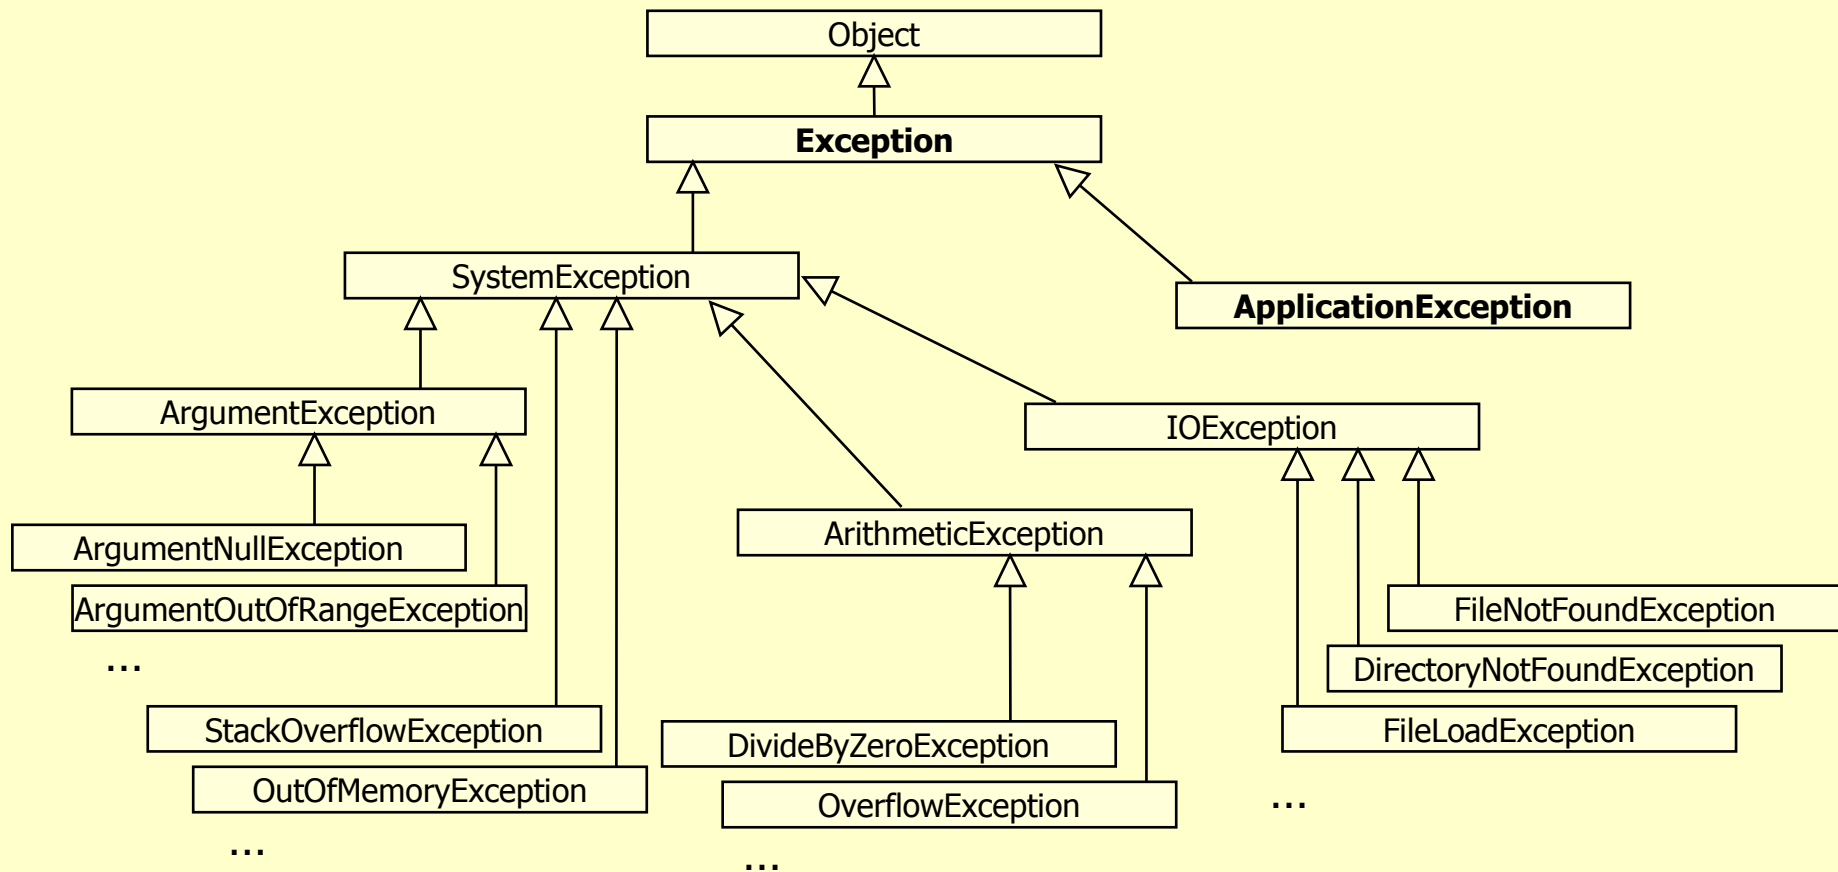 Object
Exception
SystemException
ApplicationException
ArgumentException
IOException
ArithmeticException
ArgumentNullException
ArgumentOutOfRangeException
FileNotFoundException
...
DirectoryNotFoundException
StackOverflowException
FileLoadException
DivideByZeroException
OutOfMemoryException
OverflowException
...
...
...